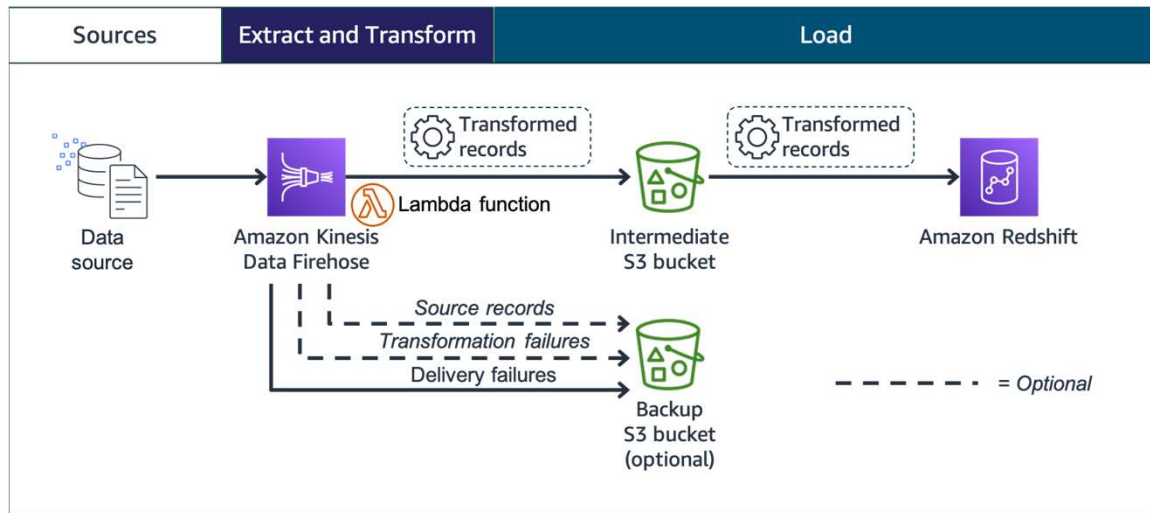 Sources
Extract and Transform
Load
Transformed
records
Transformed
records
Lambda function
Data
source
Amazon Kinesis
Data Firehose
Intermediate
S3 bucket
Amazon Redshift
Source records
Transformation failures
Delivery failures
= Optional
Backup
S3 bucket
(optional)